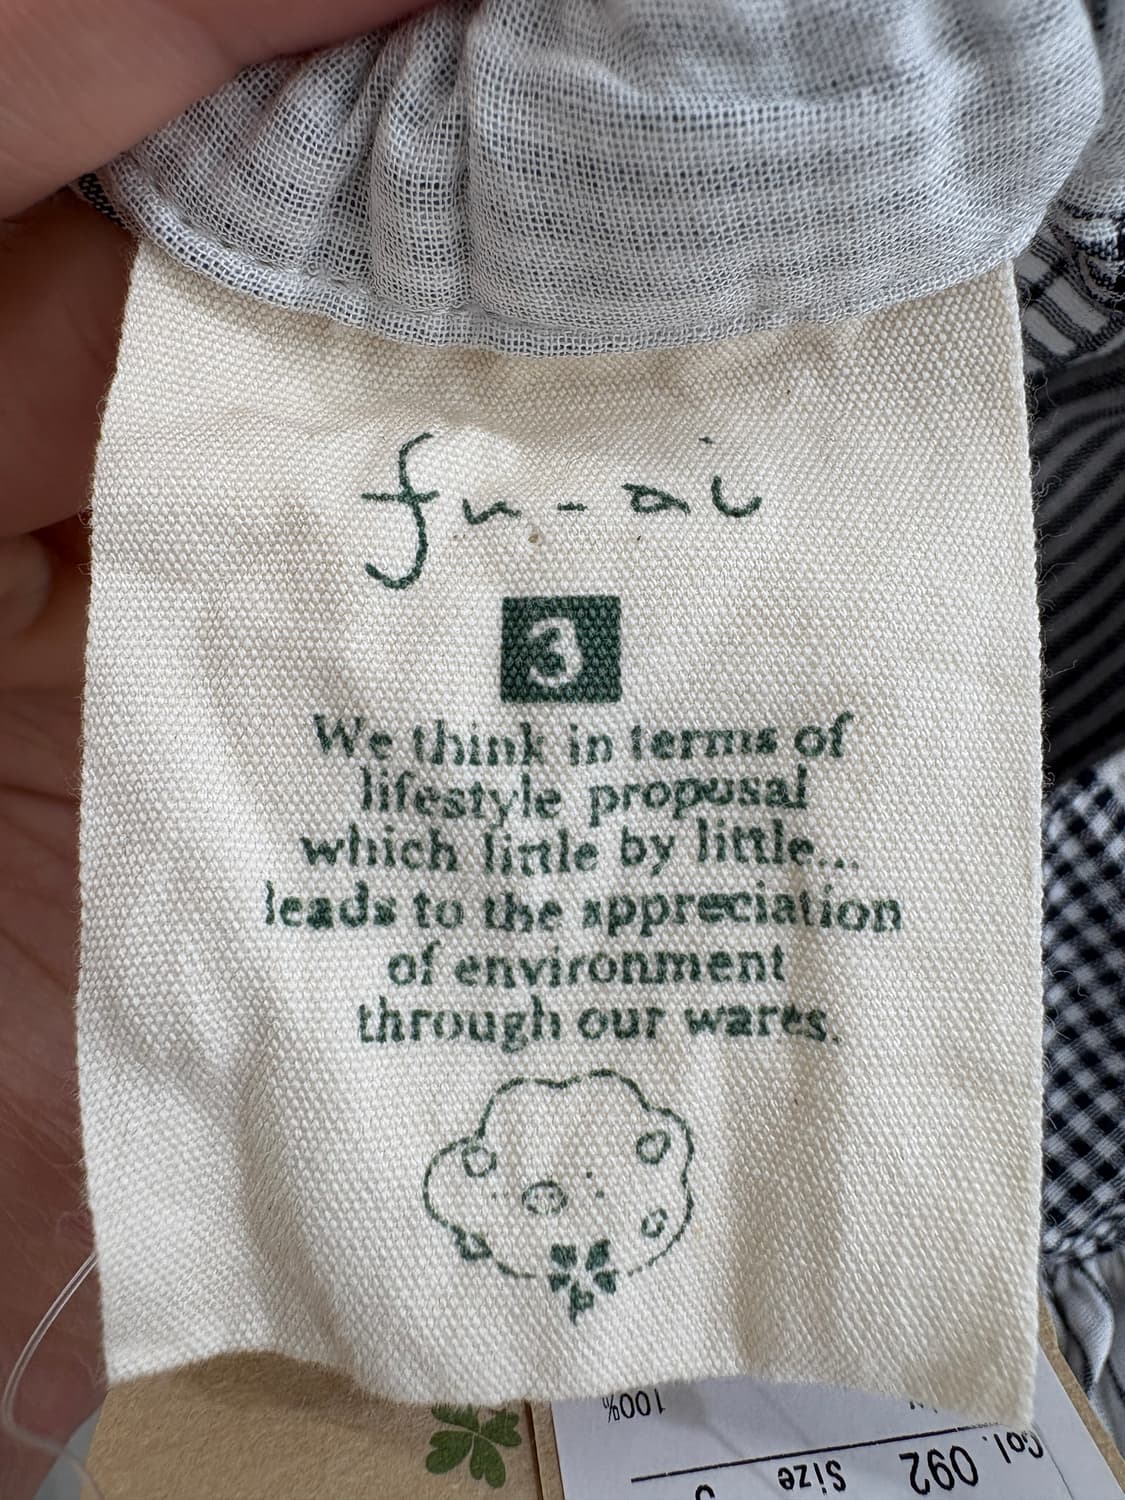 fu-ai
3
We think in terms of
lifestyle proposal
which little by little...
leads to the appreciation
of environment
through our wares.
100%
Col. 092 Size